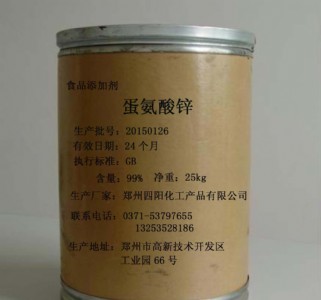 食品添加剂
蛋氨酸锌
生产批号：20150126
有效日期：24个月
执行标准：GB
含量：99% 净重：25kg
生产厂家：郑州四阳化工产品有限公司
联系电话：0371-53797655
13253528186
生产地址：郑州市高新技术开发区
工业园66号